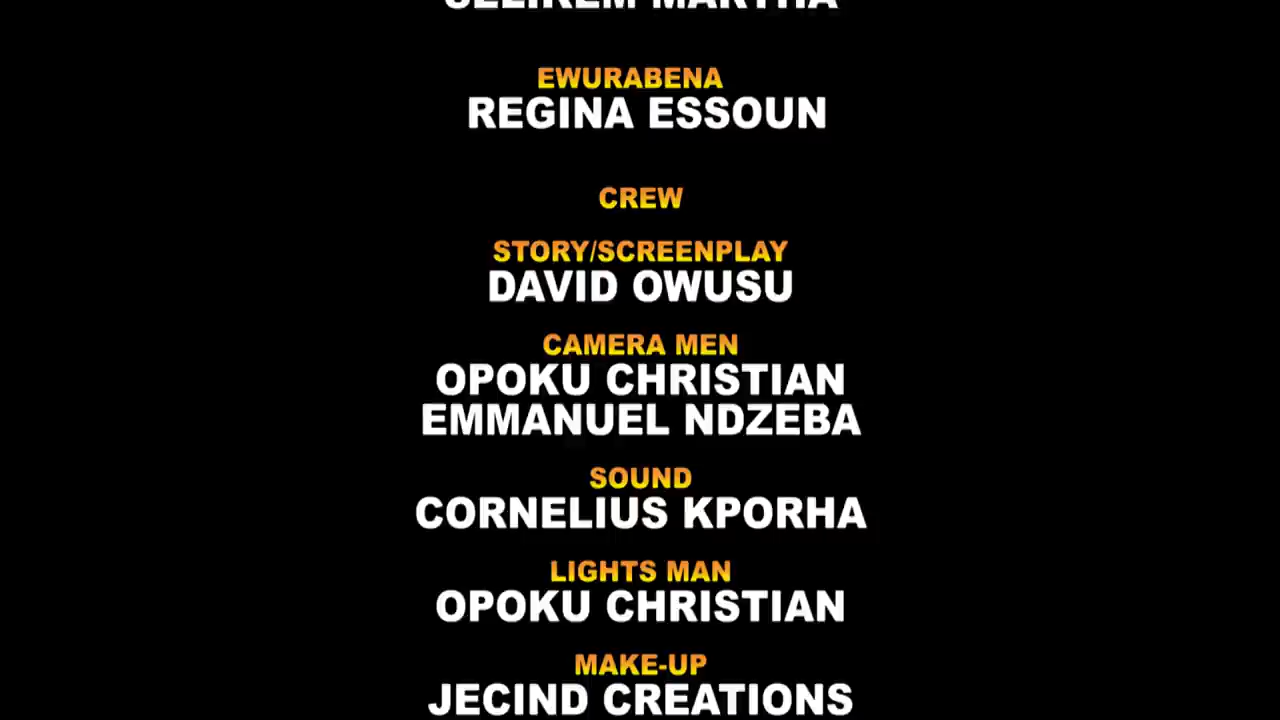 MARTHA
EWURABENA
REGINA ESSOUN
CREW
STORY/SCREENPLAY
DAVID OWUSU
CAMERA MEN
OPOKU CHRISTIAN
EMMANUEL NDZEBA
SOUND
CORNELIUS KPORHA
LIGHTS MAN
OPOKU CHRISTIAN
MAKE-UP
JECIND CREATIONS